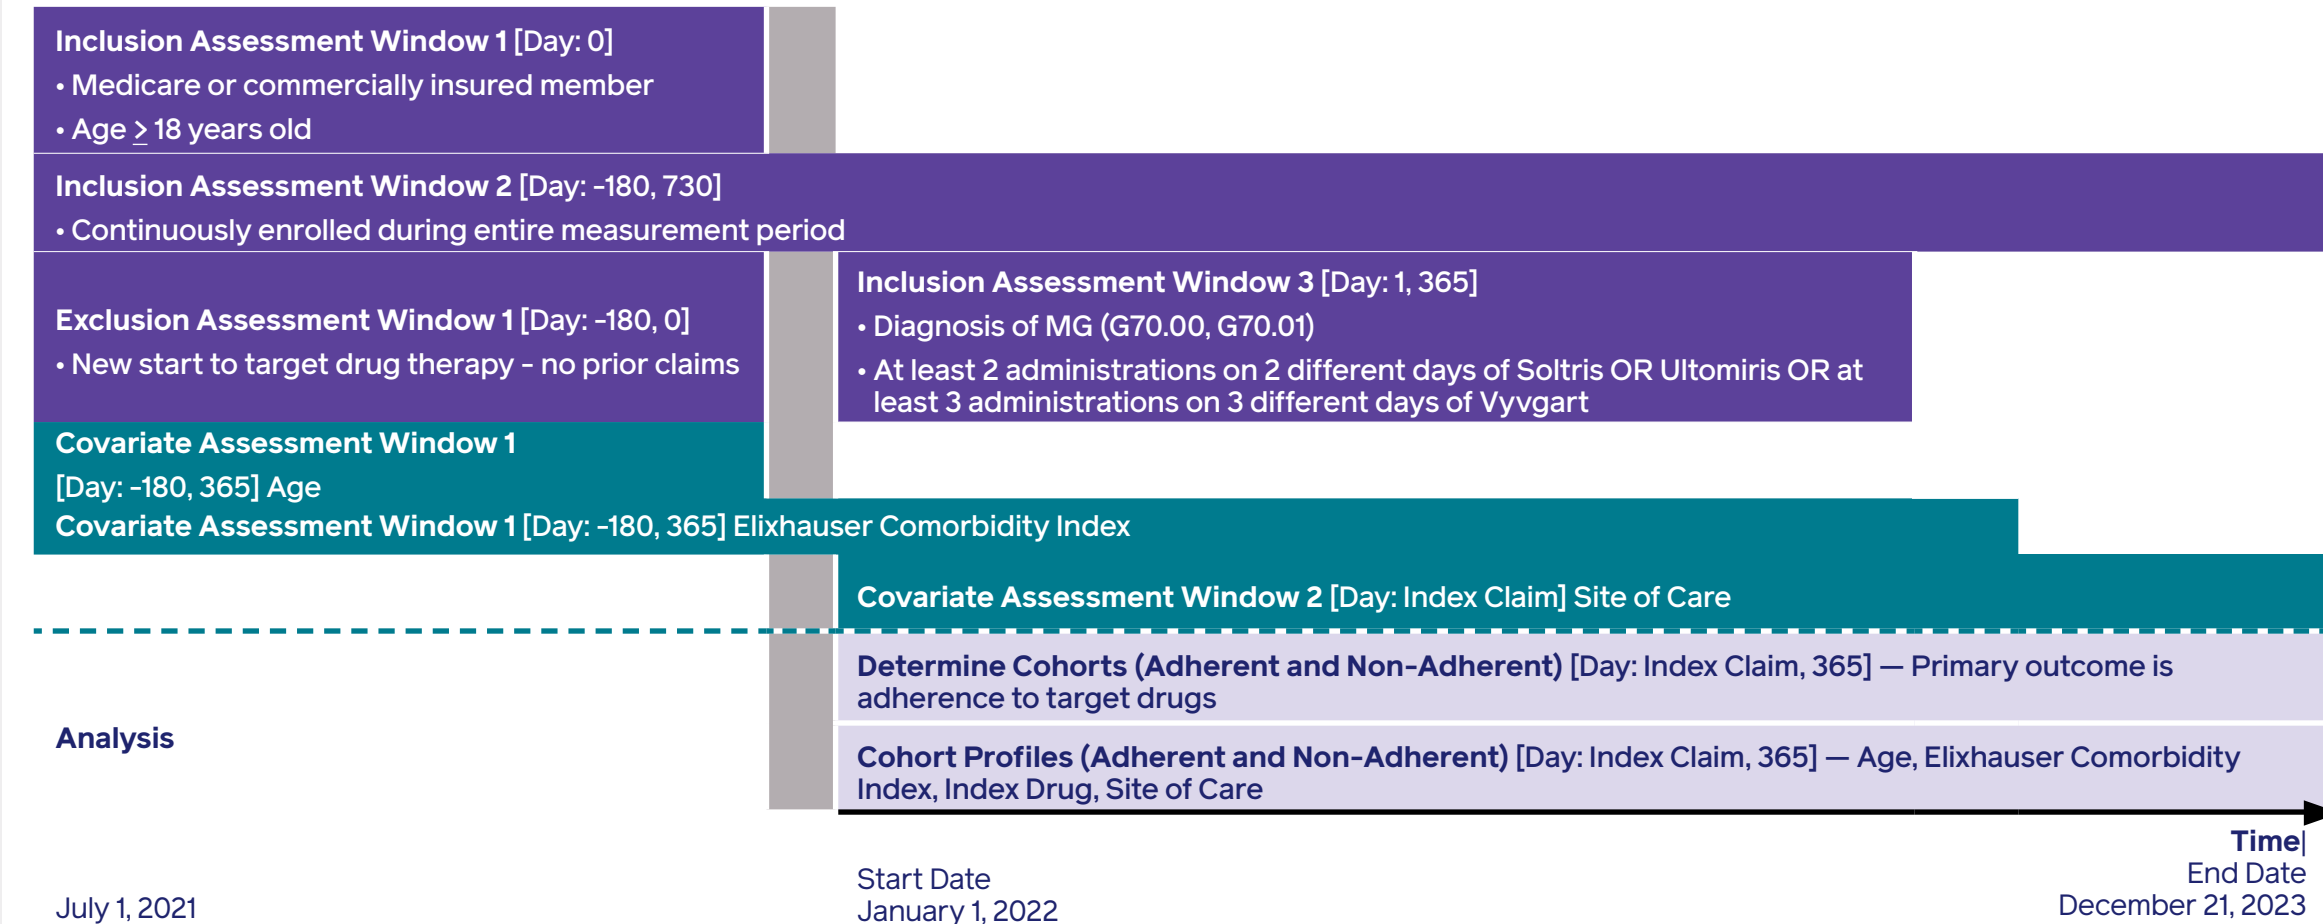 Inclusion Assessment Window 1 [Day: 0]
• Medicare or commercially insured member
• Age ≥ 18 years old
Inclusion Assessment Window 2 [Day: -180, 730]
• Continuously enrolled during entire measurement period
Exclusion Assessment Window 1 [Day: -180, 0]
• New start to target drug therapy - no prior claims
Inclusion Assessment Window 3 [Day: 1, 365]
• Diagnosis of MG (G70.00, G70.01)
• At least 2 administrations on 2 different days of Soltris OR Ultomiris OR at
least 3 administrations on 3 different days of Vyvgart
Covariate Assessment Window 1
[Day: -180, 365] Age
Covariate Assessment Window 1 [Day: -180, 365] Elixhauser Comorbidity Index
Covariate Assessment Window 2 [Day: Index Claim] Site of Care
Analysis
Determine Cohorts (Adherent and Non-Adherent) [Day: Index Claim, 365] — Primary outcome is
adherence to target drugs
Cohort Profiles (Adherent and Non-Adherent) [Day: Index Claim, 365] — Age, Elixhauser Comorbidity
Index, Index Drug, Site of Care
Time|
July 1, 2021
Start Date
January 1, 2022
End Date
December 21, 2023